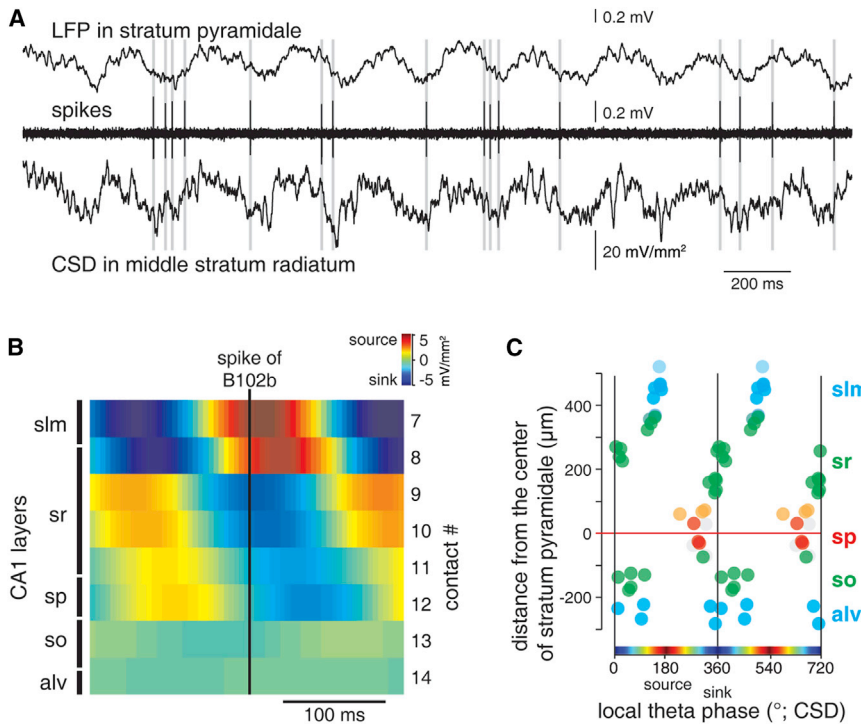 A
LFP in stratum pyramidale
0.2 mV
spikes
0.2 mV
CSD in middle stratum radiatum
20 mV/mm²
200 ms
B
source
sink
5
0
-5
mV/mm²
spike of
B102b
CA1 layers
slm
sr
sp
so
alv
7
8
9
10
11
12
13
14
contact #
100 ms
C
distance from the center
of stratum pyramidale (µm)
400
200
0
-200
slm
sr
sp
so
alv
0
180
360
540
720
source
sink
local theta phase (°; CSD)